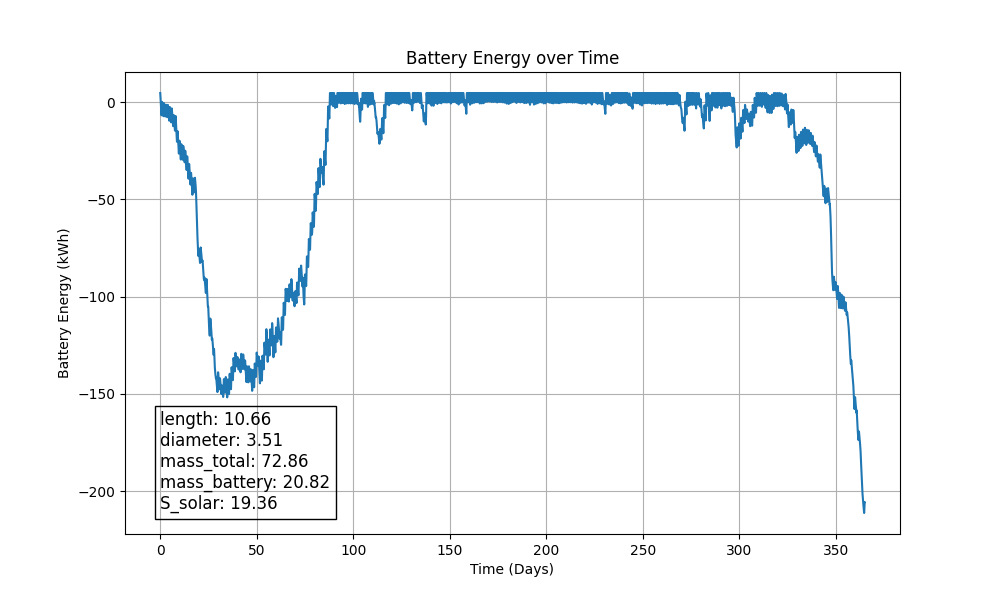 Battery Energy over Time
Battery Energy (kWh)
0
−50
−100
−150
−200
length: 10.66
diameter: 3.51
mass_total: 72.86
mass_battery: 20.82
S_solar: 19.36
0 50 100 150 200 250 300 350
Time (Days)